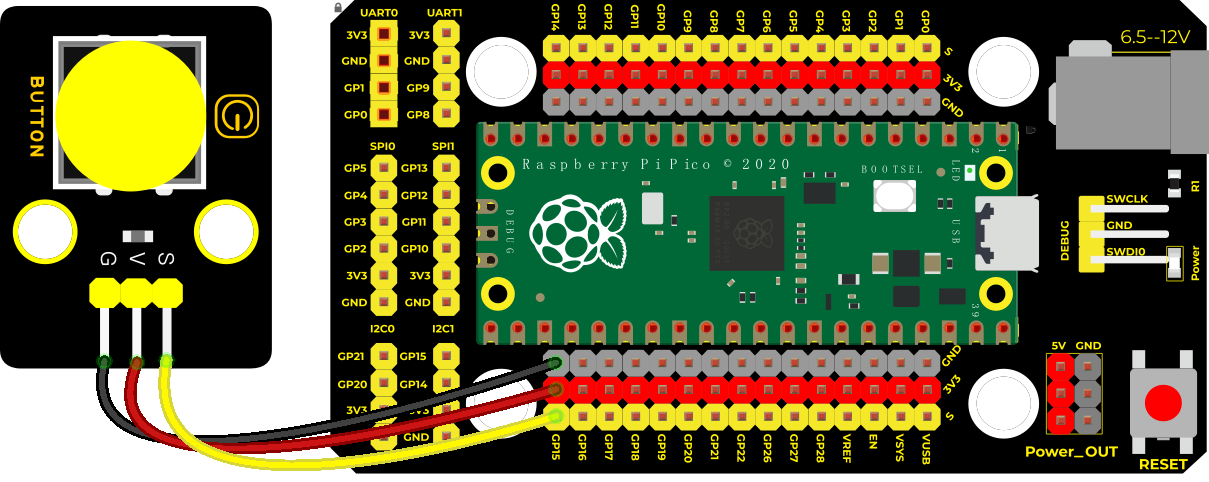 BUTTON
G V S
UART0
3V3
GND
GP1
GP0
UART1
3V3
GND
GP9
GP8
SPI0
GP5
GP4
GP3
GP2
3V3
GND
SPI1
GP13
GP12
GP11
GP10
3V3
GND
I2C0
GP21
GP20
3V3
I2C1
GP15
GP14
3V3
GND
GP14 GP13 GP12 GP11 GP10 GP9 GP8 GP7 GP6 GP5 GP4 GP3 GP2 GP1 GP0
S
3V3
GND
6.5--12V
Raspberry Pi Pico © 2020
BOOTSEL
LED
2
1
DEBUG
USB
39
R1
DEBUG
SWCLK
GND
SWDI0
Power
GND
3V3
S
GP15 GP16 GP17 GP18 GP19 GP20 GP21 GP22 GP26 GP27 GP28 VREF EN VSYS VUSB
5V GND
Power_OUT
RESET